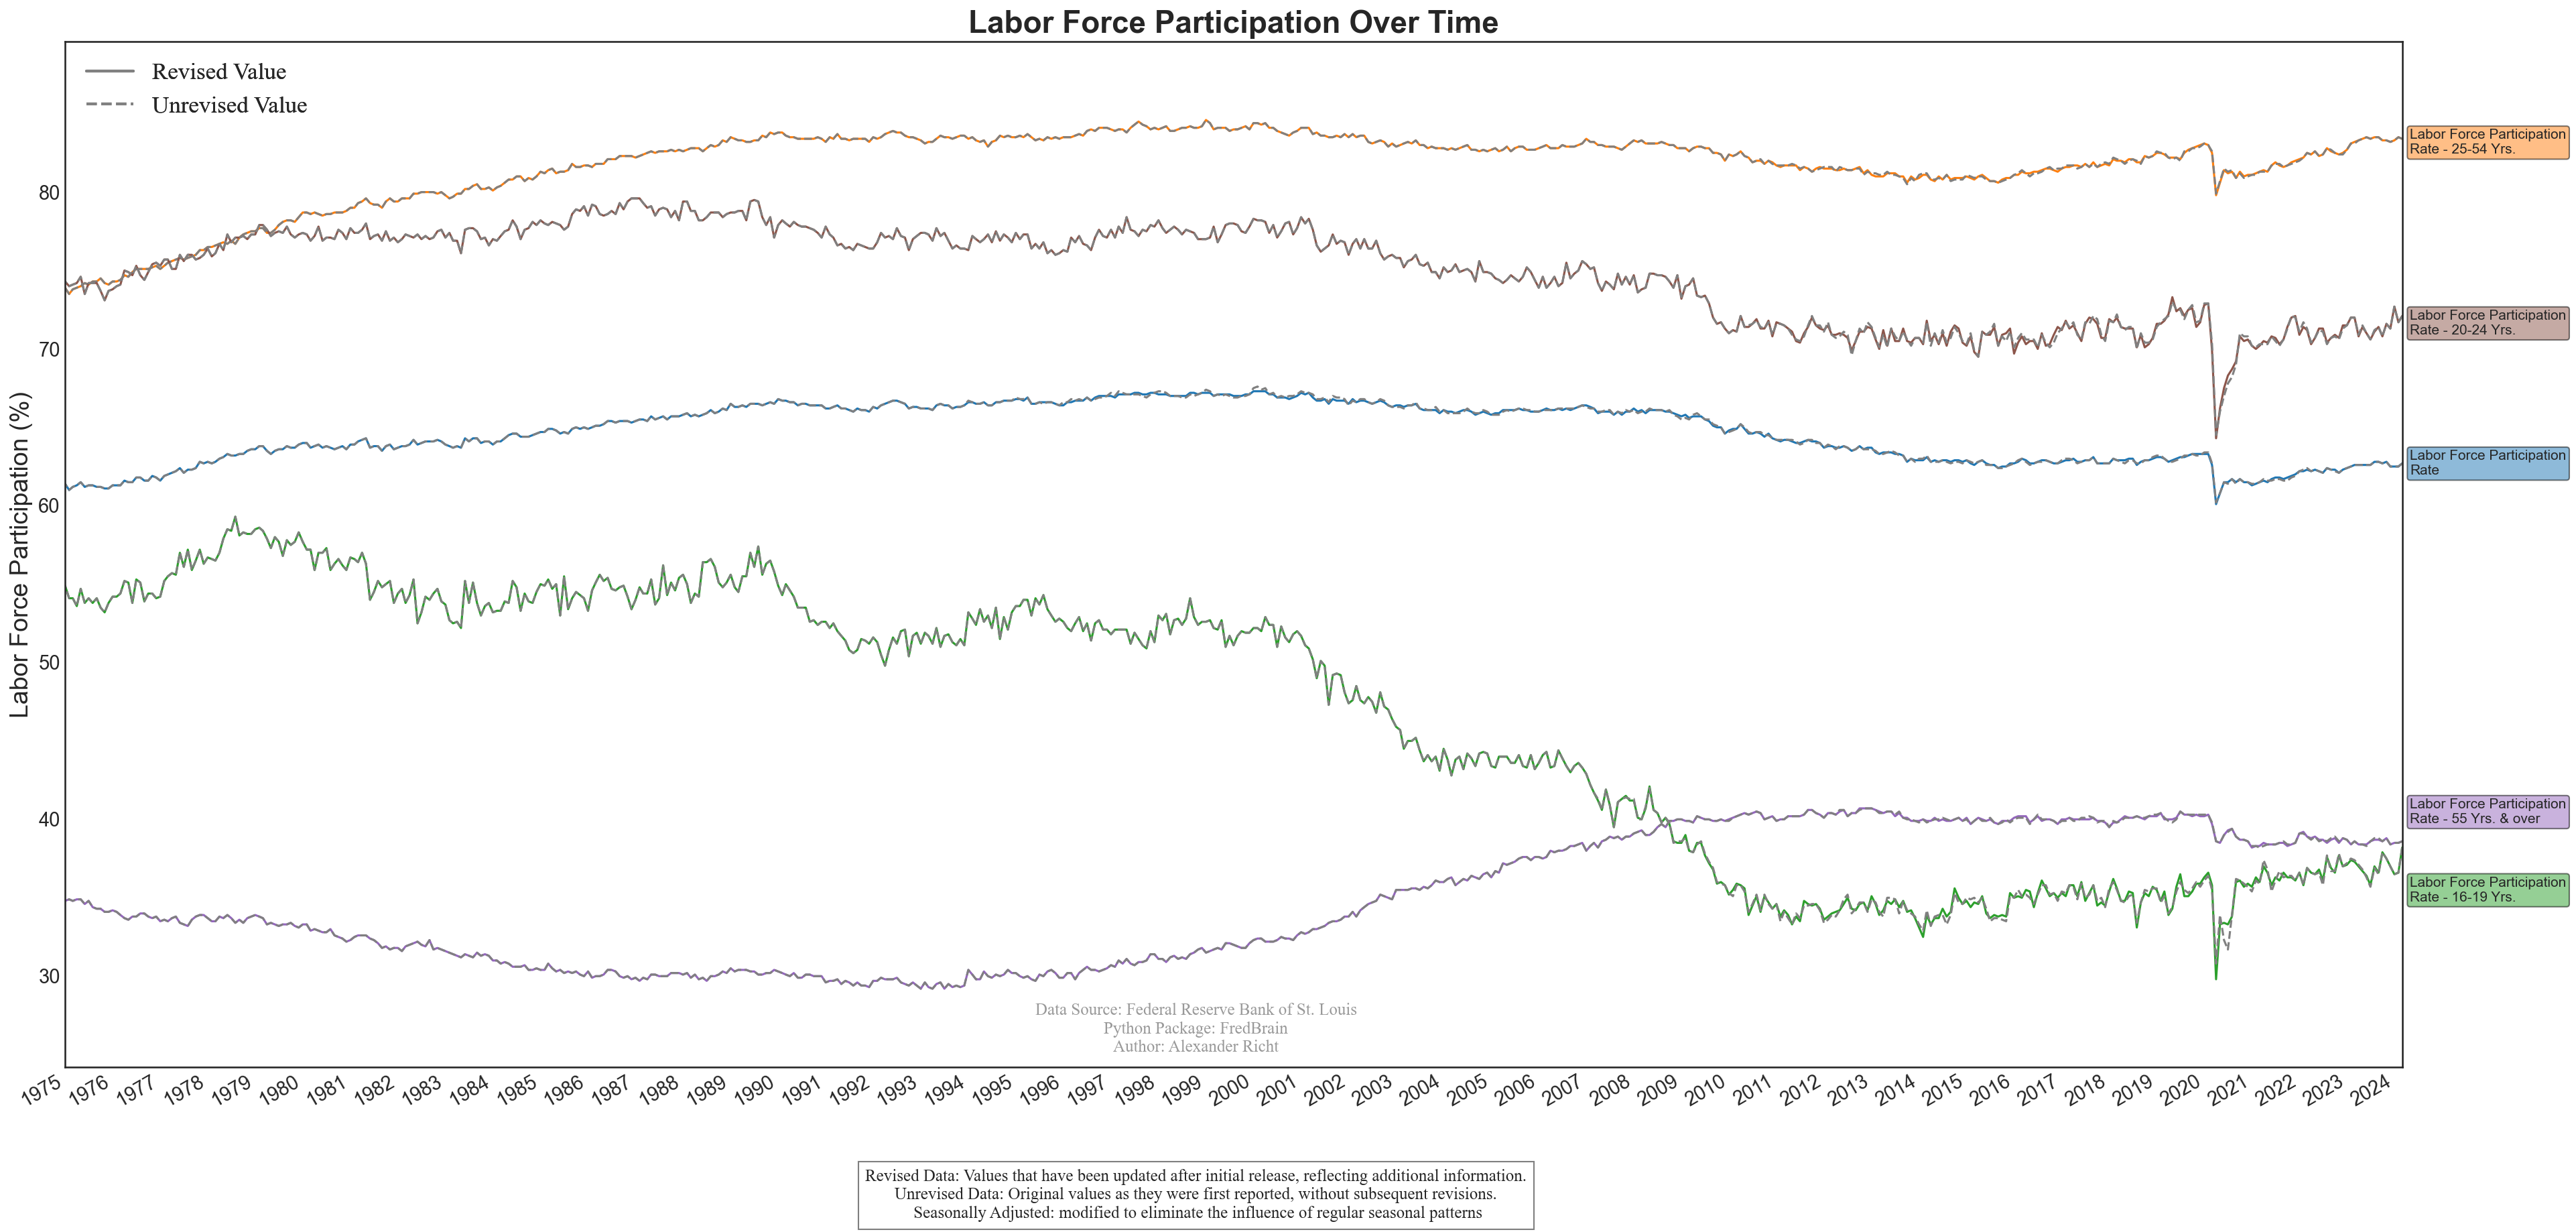 Labor Force Participation Over Time
Revised Value
Unrevised Value
Labor Force Participation (%)
80
70
60
50
40
30
Labor Force Participation
Rate - 25-54 Yrs.
Labor Force Participation
Rate - 20-24 Yrs.
Labor Force Participation
Rate
Labor Force Participation
Rate - 55 Yrs. & over
Labor Force Participation
Rate - 16-19 Yrs.
Data Source: Federal Reserve Bank of St. Louis
Python Package: FredBrain
Author: Alexander Richt
1975 1976 1977 1978 1979 1980 1981 1982 1983 1984 1985 1986 1987 1988 1989 1990 1991 1992 1993 1994 1995 1996 1997 1998 1999 2000 2001 2002 2003 2004 2005 2006 2007 2008 2009 2010 2011 2012 2013 2014 2015 2016 2017 2018 2019 2020 2021 2022 2023 2024
Revised Data: Values that have been updated after initial release, reflecting additional information.
Unrevised Data: Original values as they were first reported, without subsequent revisions.
Seasonally Adjusted: modified to eliminate the influence of regular seasonal patterns